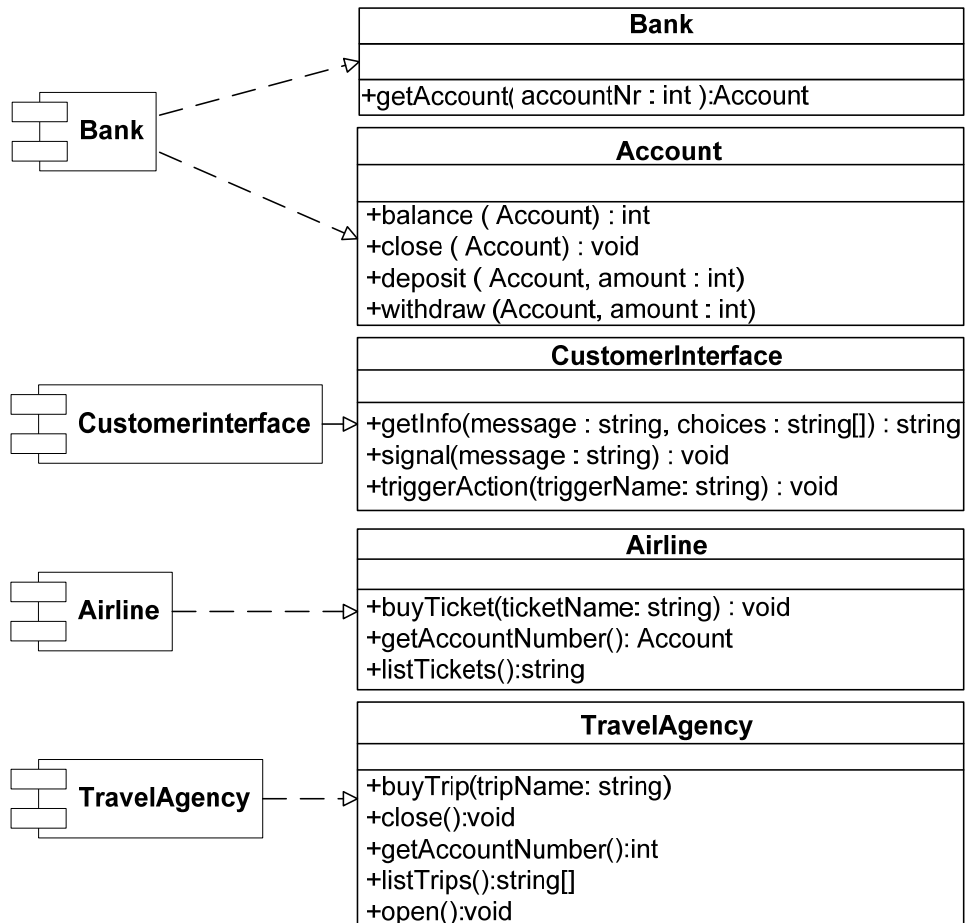 Bank
+getAccount( accountNr : int ):Account
Bank
Account
+balance ( Account) : int
+close ( Account) : void
+deposit ( Account, amount : int)
+withdraw (Account, amount : int)
CustomerInterface
Customerinterface
+getInfo(message : string, choices : string[]) : string
+signal(message : string) : void
+triggerAction(triggerName: string) : void
Airline
Airline
+buyTicket(ticketName: string) : void
+getAccountNumber(): Account
+listTickets():string
TravelAgency
TravelAgency
+buyTrip(tripName: string)
+close():void
+getAccountNumber():int
+listTrips():string[]
+open():void